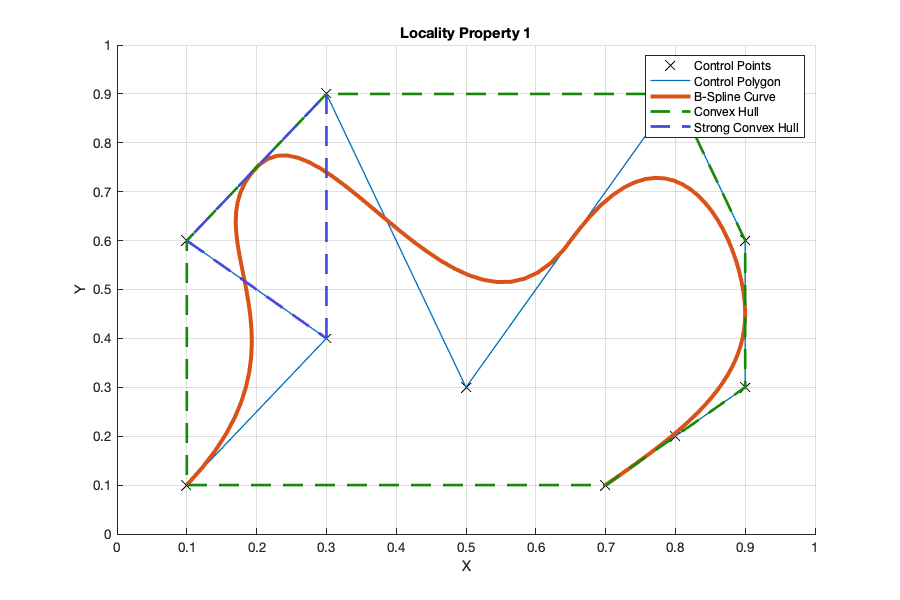 Locality Property 1
Control Points
Control Polygon
B-Spline Curve
Convex Hull
Strong Convex Hull
1
0.9
0.8
0.7
0.6
0.5
0.4
0.3
0.2
0.1
0
Y
0 0.1 0.2 0.3 0.4 0.5 0.6 0.7 0.8 0.9 1
X